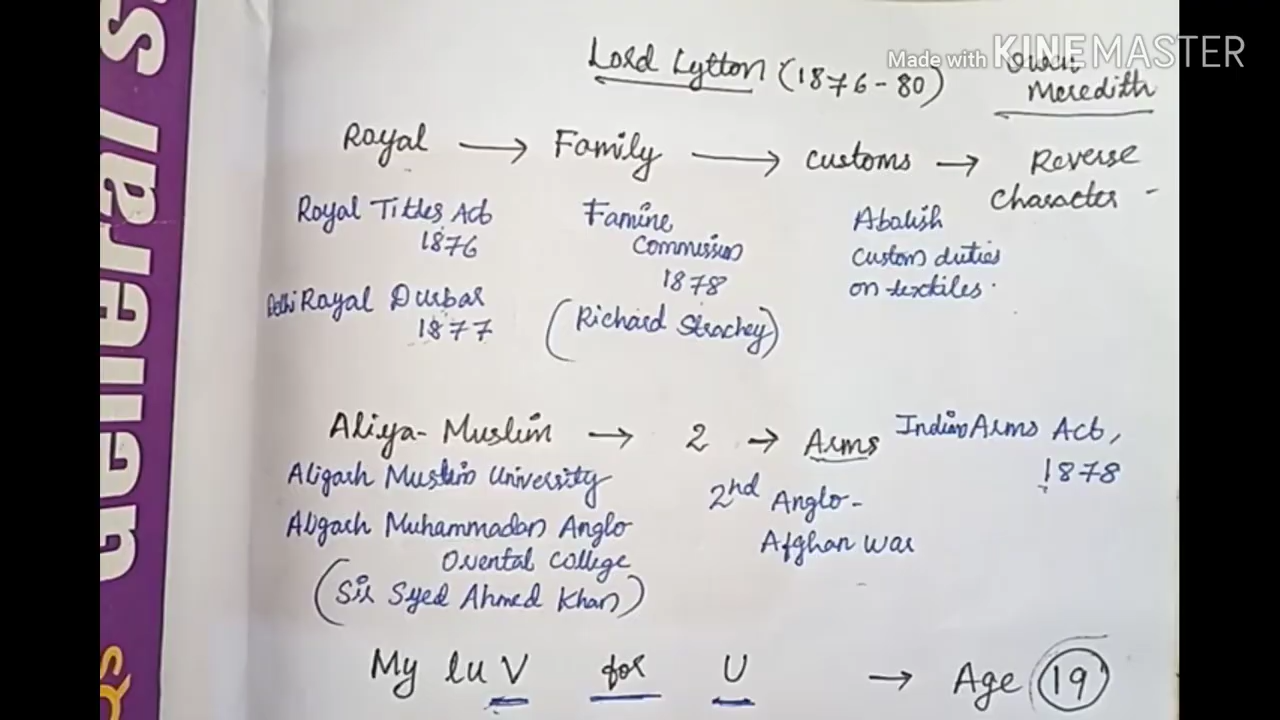 Made with KINEMASTER
Lord Lytton (1876-80)
Owen
Meredith
Royal → Family → customs → Reverse
character -
Royal Titles Act
1876
Famine
Commission
1878
Abolish
custom duties
on textiles.
Delhi Royal Durbar
1877
(Richard Strachey)
Aliya- Muslim → 2 → Arms
Indian Arms Act,
1878
Aligarh Muslim University
2nd Anglo-
Afghan war
Aligarh Muhammadan Anglo
Oriental College
(Sir Syed Ahmed Khan)
My luV for U → Age 19
General S